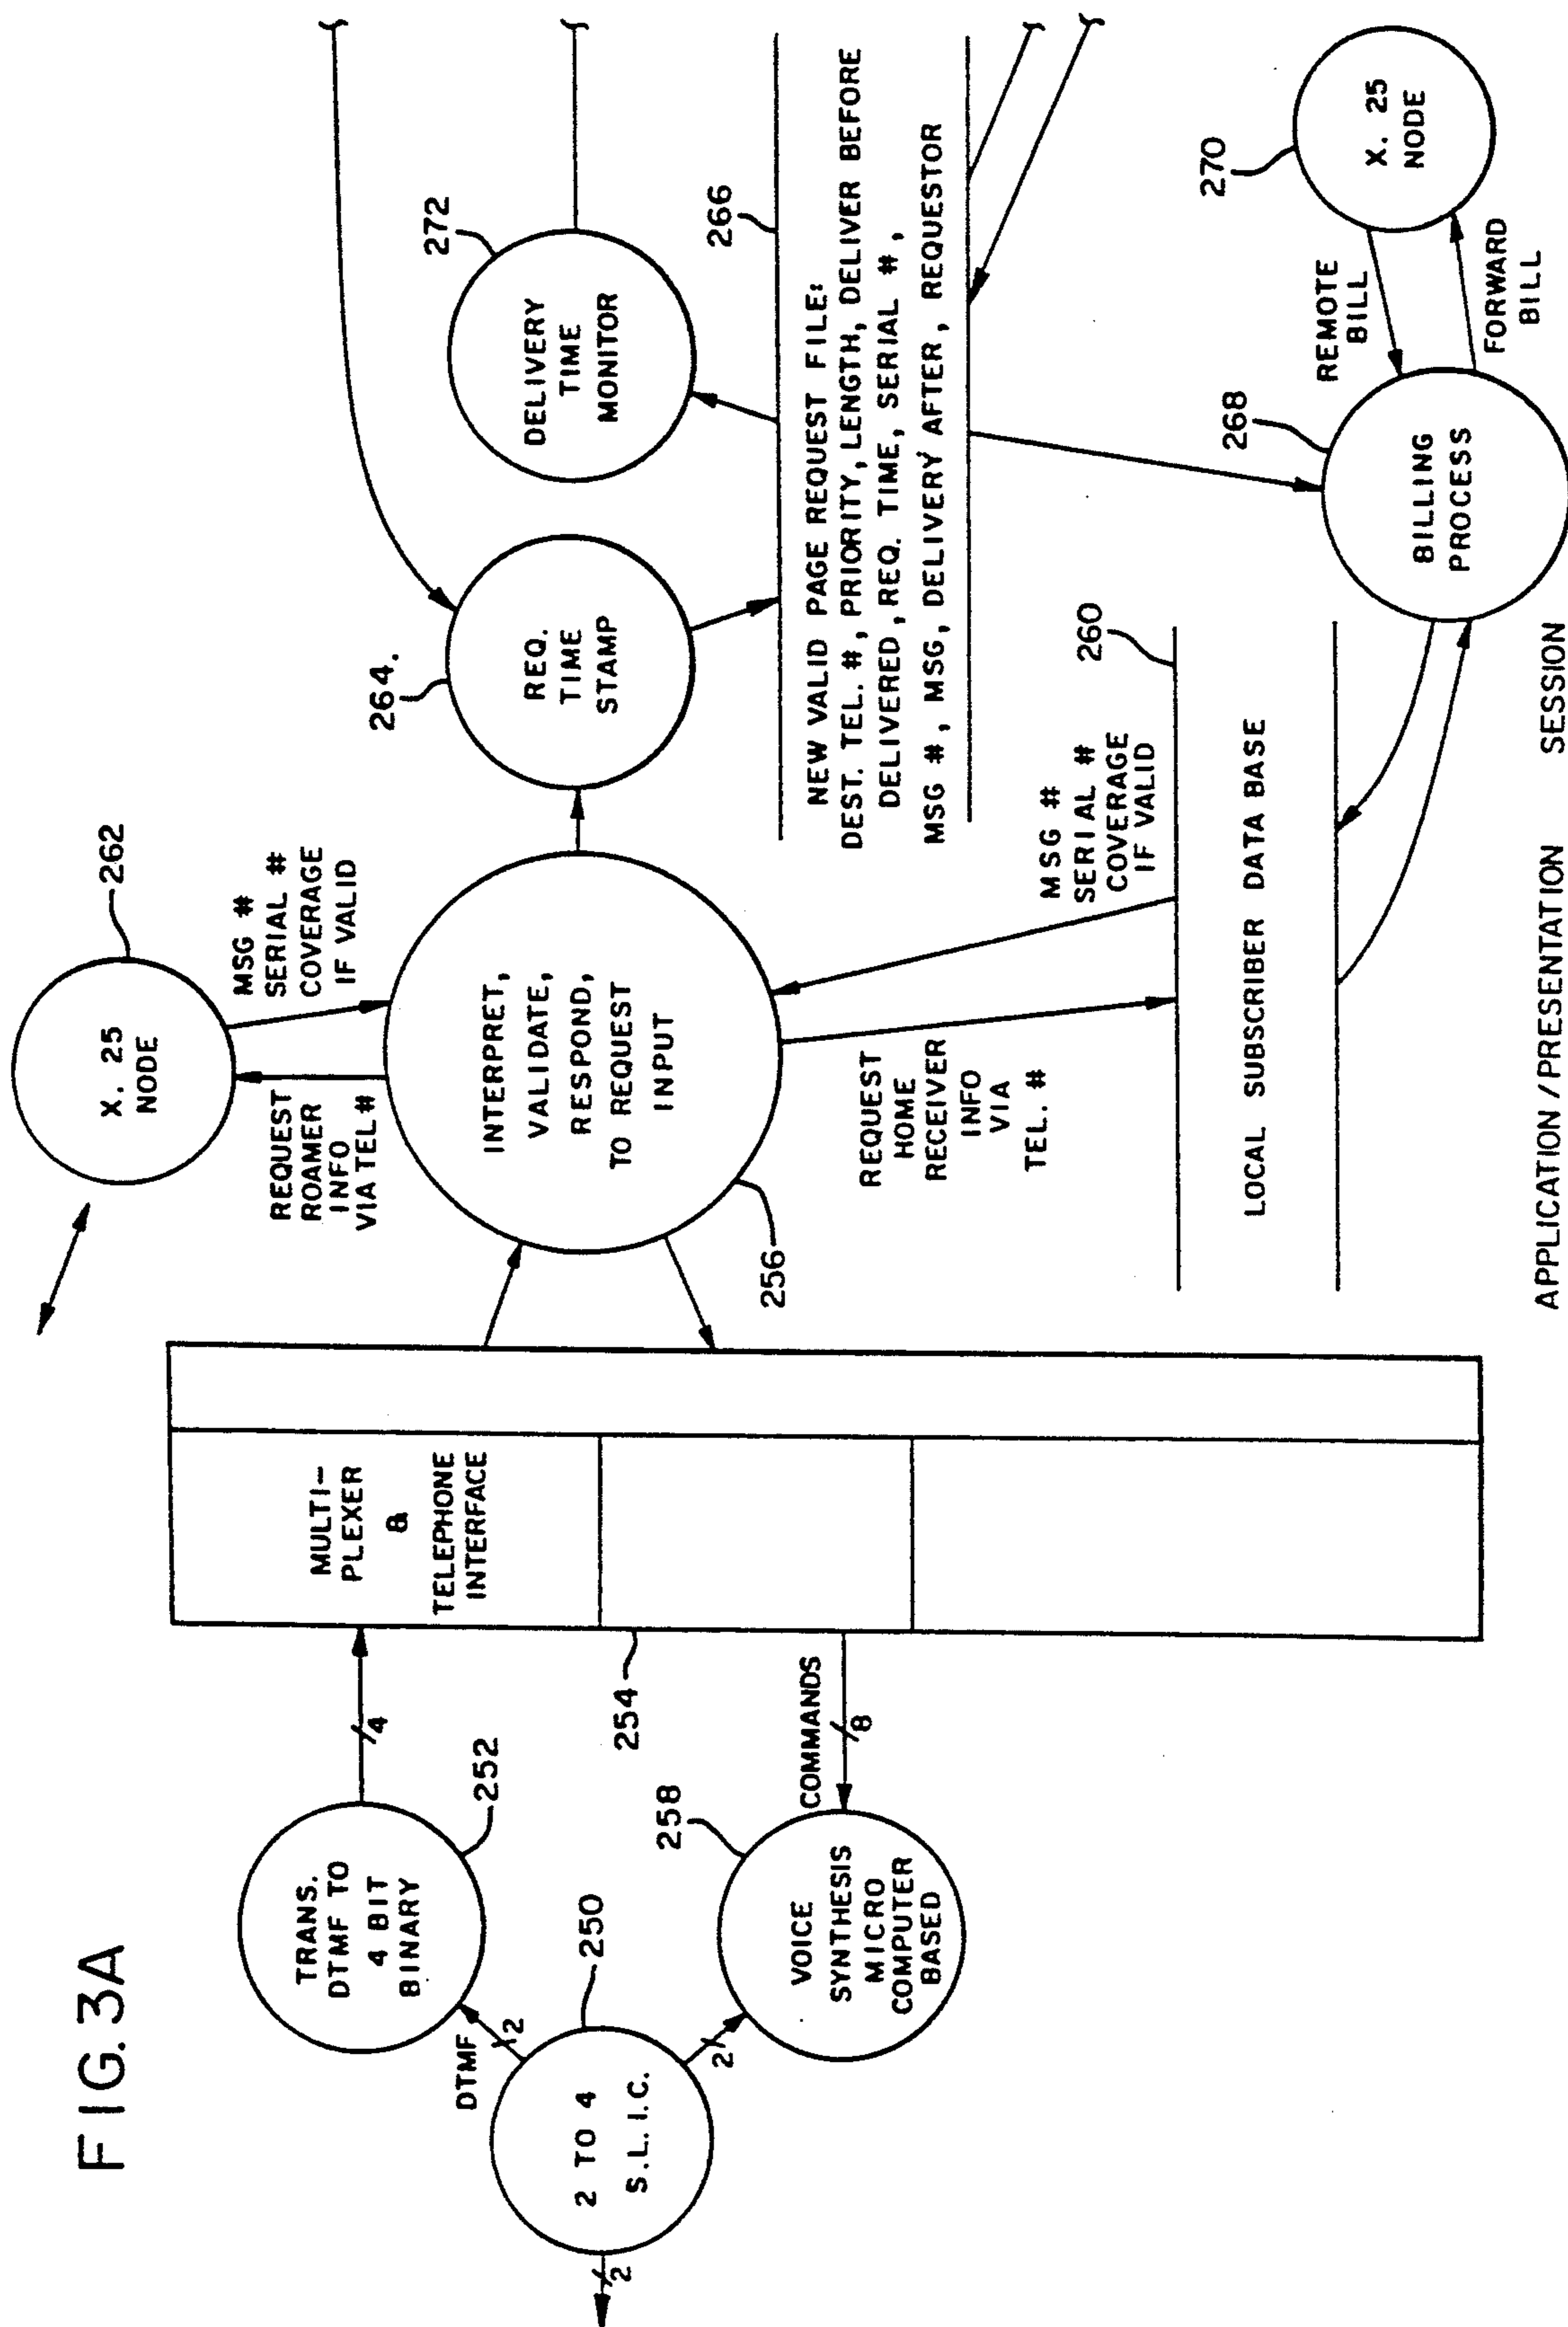 FIG. 3A
2 TO 4
S.L.I.C.
250
2
DTMF
2
2
TRANS.
DTMF TO
4 BIT
BINARY
252
4
VOICE
SYNTHESIS
MICRO
COMPUTER
BASED
258
COMMANDS
8
254
MULTI-
PLEXER
&
TELEPHONE
INTERFACE
X. 25
NODE
262
REQUEST
ROAMER
INFO
VIA TEL #
MSG #
SERIAL #
COVERAGE
IF VALID
INTERPRET,
VALIDATE,
RESPOND,
TO REQUEST
INPUT
256
REQUEST
HOME
RECEIVER
INFO
VIA
TEL. #
MSG #
SERIAL #
COVERAGE
IF VALID
260
LOCAL SUBSCRIBER DATA BASE
264.
REQ.
TIME
STAMP
272
DELIVERY
TIME
MONITOR
266
NEW VALID PAGE REQUEST FILE:
DEST. TEL. #, PRIORITY, LENGTH, DELIVER BEFORE
DELIVERED, REQ. TIME, SERIAL #,
MSG #, MSG, DELIVERY AFTER, REQUESTOR
268
BILLING
PROCESS
REMOTE
BILL
FORWARD
BILL
270
X. 25
NODE
APPLICATION/PRESENTATION SESSION